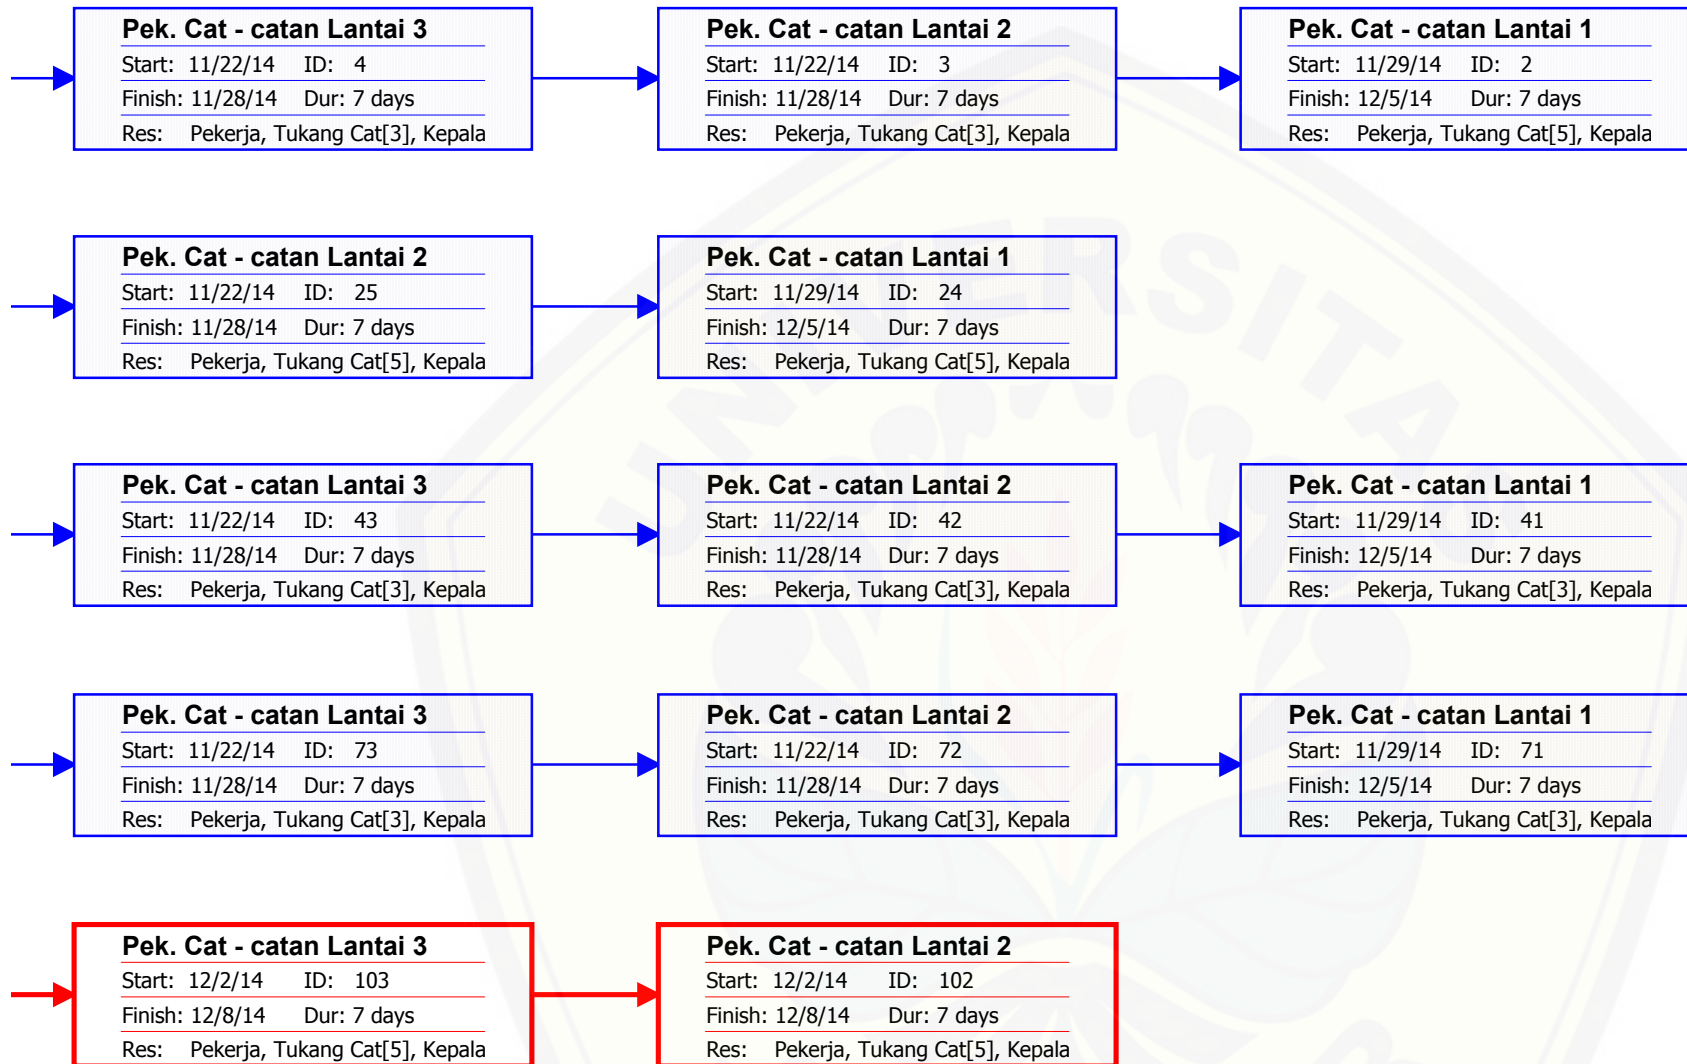 Pek. Cat - catan Lantai 3
Start: 11/22/14 ID: 4
Finish: 11/28/14 Dur: 7 days
Res: Pekerja, Tukang Cat[3], Kepala
Pek. Cat - catan Lantai 2
Start: 11/22/14 ID: 3
Finish: 11/28/14 Dur: 7 days
Res: Pekerja, Tukang Cat[3], Kepala
Pek. Cat - catan Lantai 1
Start: 11/29/14 ID: 2
Finish: 12/5/14 Dur: 7 days
Res: Pekerja, Tukang Cat[5], Kepala
Pek. Cat - catan Lantai 2
Start: 11/22/14 ID: 25
Finish: 11/28/14 Dur: 7 days
Res: Pekerja, Tukang Cat[5], Kepala
Pek. Cat - catan Lantai 1
Start: 11/29/14 ID: 24
Finish: 12/5/14 Dur: 7 days
Res: Pekerja, Tukang Cat[5], Kepala
Pek. Cat - catan Lantai 3
Start: 11/22/14 ID: 43
Finish: 11/28/14 Dur: 7 days
Res: Pekerja, Tukang Cat[3], Kepala
Pek. Cat - catan Lantai 2
Start: 11/22/14 ID: 42
Finish: 11/28/14 Dur: 7 days
Res: Pekerja, Tukang Cat[3], Kepala
Pek. Cat - catan Lantai 1
Start: 11/29/14 ID: 41
Finish: 12/5/14 Dur: 7 days
Res: Pekerja, Tukang Cat[3], Kepala
Pek. Cat - catan Lantai 3
Start: 11/22/14 ID: 73
Finish: 11/28/14 Dur: 7 days
Res: Pekerja, Tukang Cat[3], Kepala
Pek. Cat - catan Lantai 2
Start: 11/22/14 ID: 72
Finish: 11/28/14 Dur: 7 days
Res: Pekerja, Tukang Cat[3], Kepala
Pek. Cat - catan Lantai 1
Start: 11/29/14 ID: 71
Finish: 12/5/14 Dur: 7 days
Res: Pekerja, Tukang Cat[3], Kepala
Pek. Cat - catan Lantai 3
Start: 12/2/14 ID: 103
Finish: 12/8/14 Dur: 7 days
Res: Pekerja, Tukang Cat[5], Kepala
Pek. Cat - catan Lantai 2
Start: 12/2/14 ID: 102
Finish: 12/8/14 Dur: 7 days
Res: Pekerja, Tukang Cat[5], Kepala
UNIVERSITA